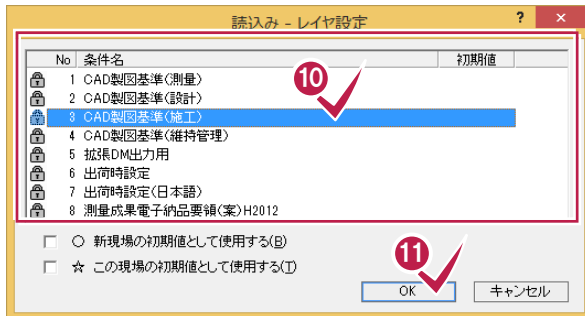 読込み - レイヤ設定
? ×
No 条件名 初期値
10
1 CAD製図基準(測量)
2 CAD製図基準(設計)
3 CAD製図基準(施工)
4 CAD製図基準(維持管理)
5 拡張DM出力用
6 出荷時設定
7 出荷時設定(日本語)
8 測量成果電子納品要領(案)H2012
○ 新現場の初期値として使用する(B)
☆ この現場の初期値として使用する(T)
11
OK キャンセル